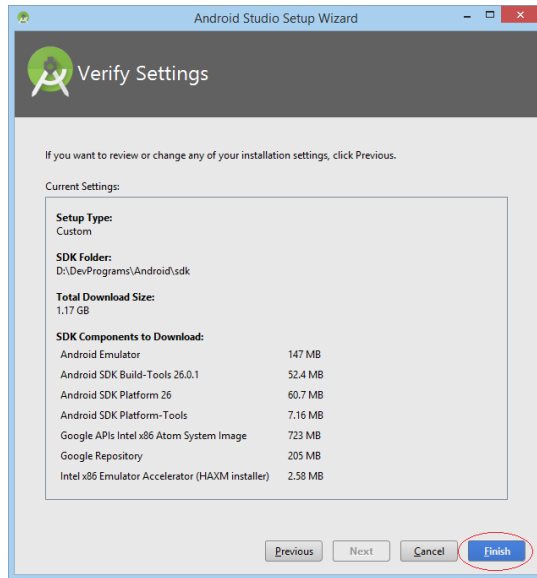 Android Studio Setup Wizard
Verify Settings
If you want to review or change any of your installation settings, click Previous.
Current Settings:
Setup Type:
Custom
SDK Folder:
D:\DevPrograms\Android\sdk
Total Download Size:
1.17 GB
SDK Components to Download:
Android Emulator 147 MB
Android SDK Build-Tools 26.0.1 52.4 MB
Android SDK Platform 26 60.7 MB
Android SDK Platform-Tools 7.16 MB
Google APIs Intel x86 Atom System Image 723 MB
Google Repository 205 MB
Intel x86 Emulator Accelerator (HAXM installer) 2.58 MB
Previous Next Cancel Finish